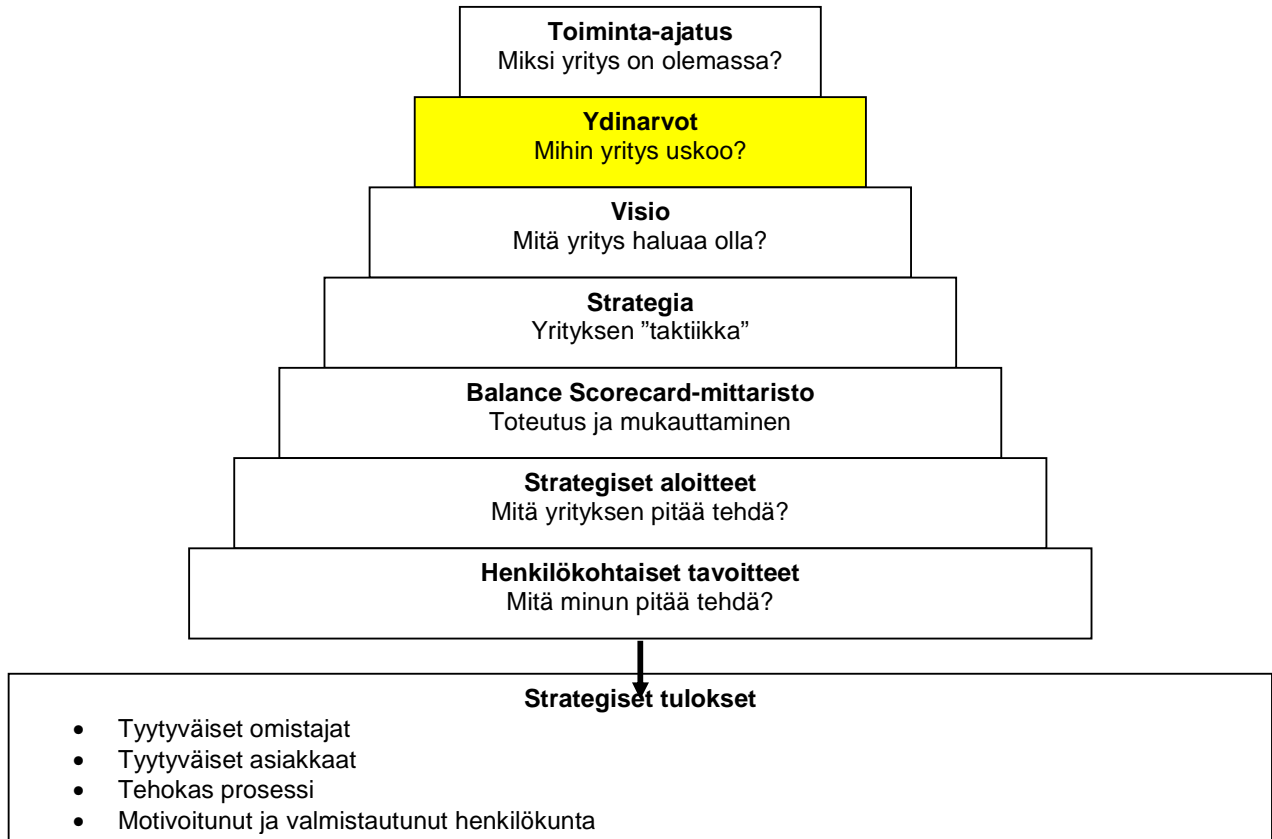 Toiminta-ajatus
Miksi yritys on olemassa?
Ydinarvot
Mihin yritys uskoo?
Visio
Mitä yritys haluaa olla?
Strategia
Yrityksen ”taktiikka”
Balance Scorecard-mittaristo
Toteutus ja mukauttaminen
Strategiset aloitteet
Mitä yrityksen pitää tehdä?
Henkilökohtaiset tavoitteet
Mitä minun pitää tehdä?
Strategiset tulokset
• Tyytyväiset omistajat
• Tyytyväiset asiakkaat
• Tehokas prosessi
• Motivoitunut ja valmistautunut henkilökunta